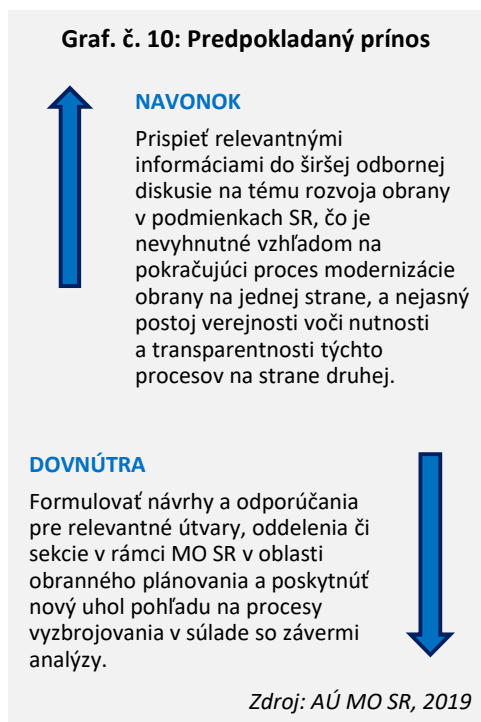 Graf. č. 10: Predpokladaný prínos
NAVONOK
Prispieť relevantnými
informáciami do širšej odbornej
diskusie na tému rozvoja obrany
v podmienkach SR, čo je
nevyhnutné vzhľadom na
pokračujúci proces modernizácie
obrany na jednej strane, a nejasný
postoj verejnosti voči nutnosti
a transparentnosti týchto
procesov na strane druhej.
DOVNÚTRA
Formulovať návrhy a odporúčania
pre relevantné útvary, oddelenia či
sekcie v rámci MO SR v oblasti
obranného plánovania a poskytnúť
nový uhol pohľadu na procesy
vyzbrojovania v súlade so závermi
analýzy.
Zdroj: AÚ MO SR, 2019